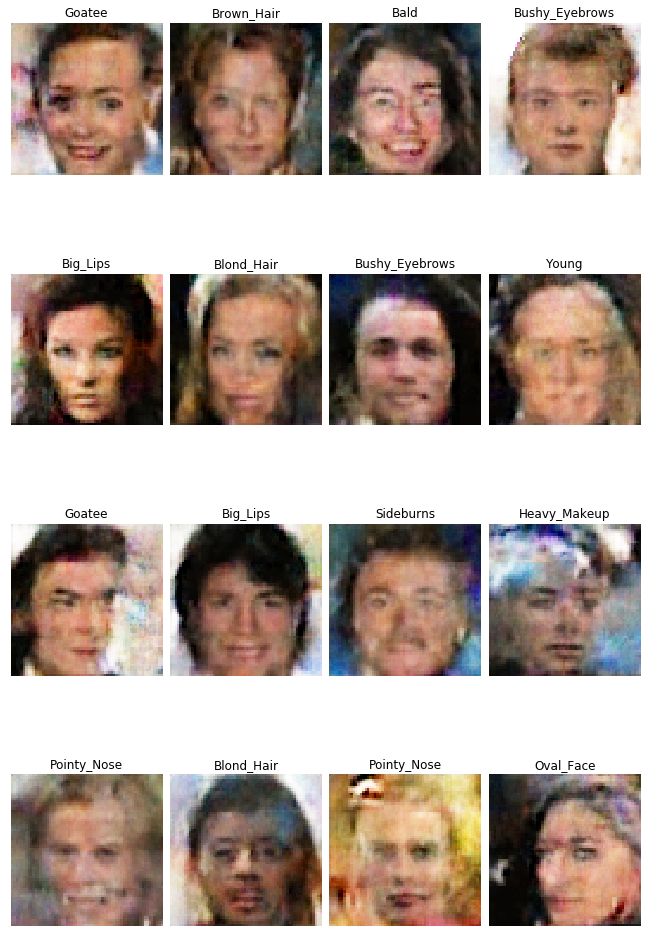 Goatee Brown_Hair Bald Bushy_Eyebrows
Big_Lips Blond_Hair Bushy_Eyebrows Young
Goatee Big_Lips Sideburns Heavy_Makeup
Pointy_Nose Blond_Hair Pointy_Nose Oval_Face